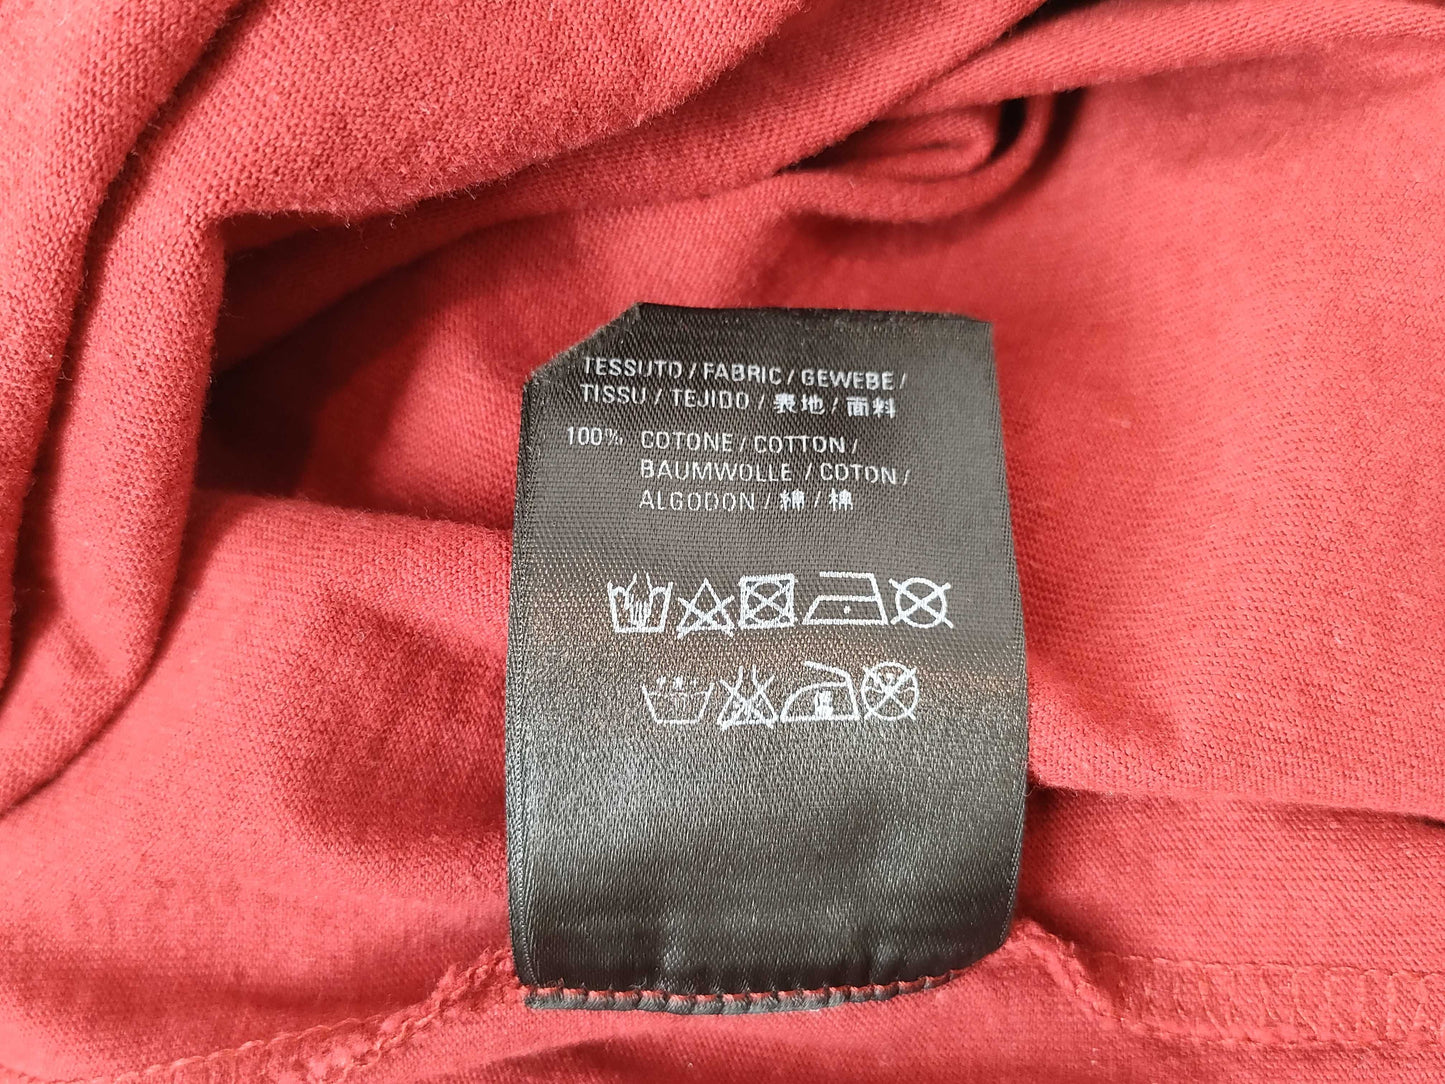 TESSUTO / FABRIC / GEWEBE /
TISSU / TEJIDO / 表地 / 面料
100% COTONE / COTTON /
BAUMWOLLE / COTON /
ALGODON / 綿 / 棉